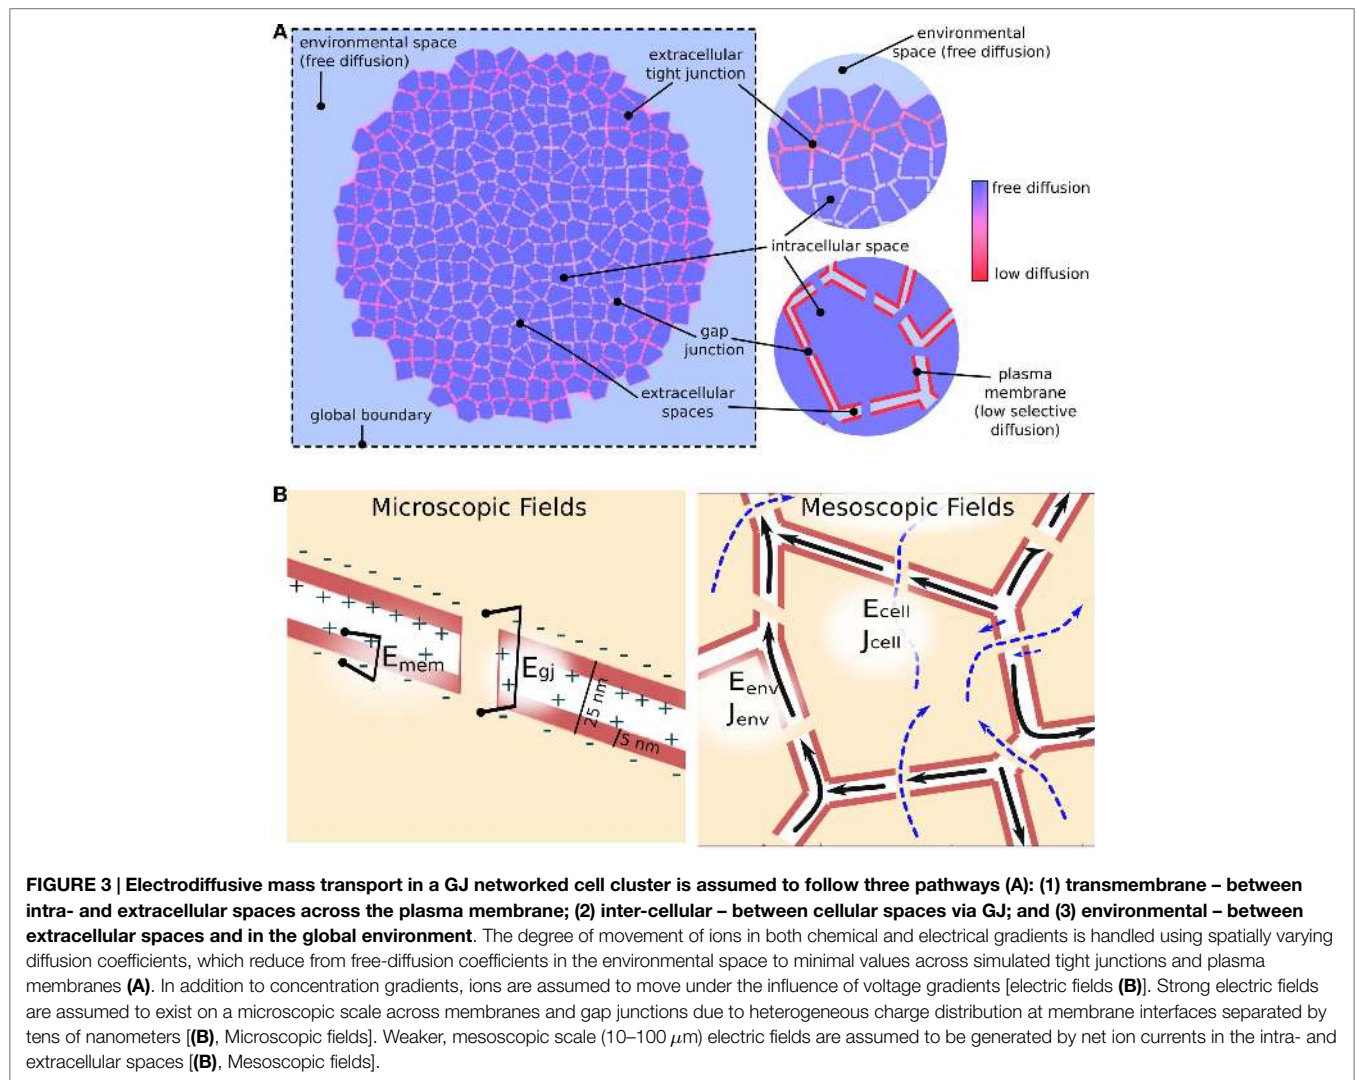 A
environmental space
(free diffusion)
extracellular
tight junction
environmental
space (free diffusion)
free diffusion
low diffusion
intracellular space
gap
junction
extracellular
spaces
plasma
membrane
(low selective
diffusion)
global boundary
B
Microscopic Fields
- - - - - - -
+ + + + + + +
+ + +
- - - -
Emem
Egj
- - - - - - -
+ + + + +
+ + + +
- - - - -
25 nm
5 nm
Mesoscopic Fields
Ecell
Jcell
Eenv
Jenv
FIGURE 3 | Electrodiffusive mass transport in a GJ networked cell cluster is assumed to follow three pathways (A): (1) transmembrane – between
intra- and extracellular spaces across the plasma membrane; (2) inter-cellular – between cellular spaces via GJ; and (3) environmental – between
extracellular spaces and in the global environment. The degree of movement of ions in both chemical and electrical gradients is handled using spatially varying
diffusion coefficients, which reduce from free-diffusion coefficients in the environmental space to minimal values across simulated tight junctions and plasma
membranes (A). In addition to concentration gradients, ions are assumed to move under the influence of voltage gradients [electric fields (B)]. Strong electric fields
are assumed to exist on a microscopic scale across membranes and gap junctions due to heterogeneous charge distribution at membrane interfaces separated by
tens of nanometers [(B), Microscopic fields]. Weaker, mesoscopic scale (10–100 μm) electric fields are assumed to be generated by net ion currents in the intra- and
extracellular spaces [(B), Mesoscopic fields].